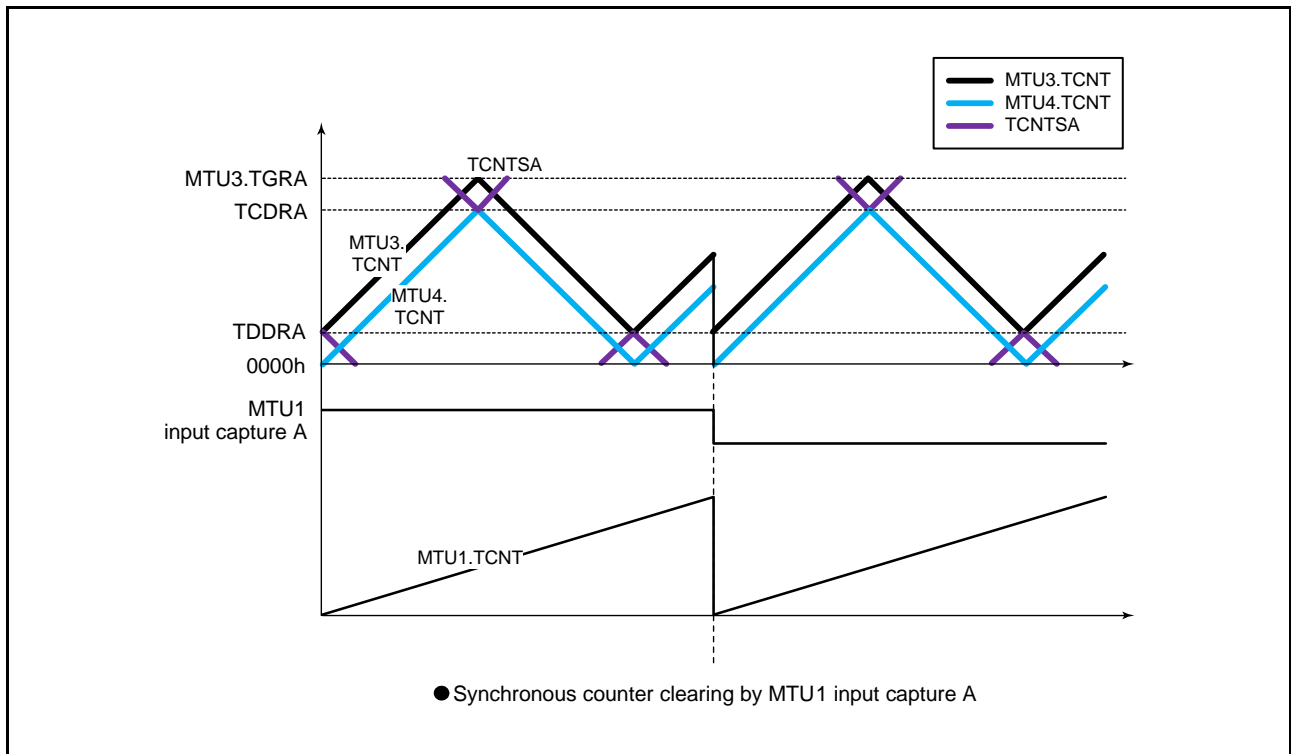 MTU3.TCNT
MTU4.TCNT
TCNTSA
TCNTSA
MTU3.TGRA
TCDRA
MTU3.
TCNT
MTU4.
TCNT
TDDRA
0000h
MTU1
input capture A
MTU1.TCNT
● Synchronous counter clearing by MTU1 input capture A